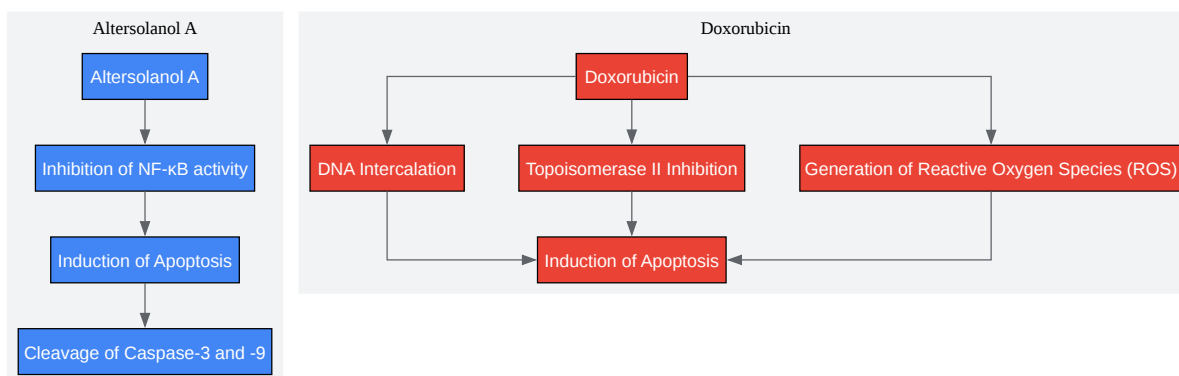 Altersolanol A
Altersolanol A
Inhibition of NF-κB activity
Induction of Apoptosis
Cleavage of Caspase-3 and -9
Doxorubicin
Doxorubicin
DNA Intercalation
Topoisomerase II Inhibition
Generation of Reactive Oxygen Species (ROS)
Induction of Apoptosis